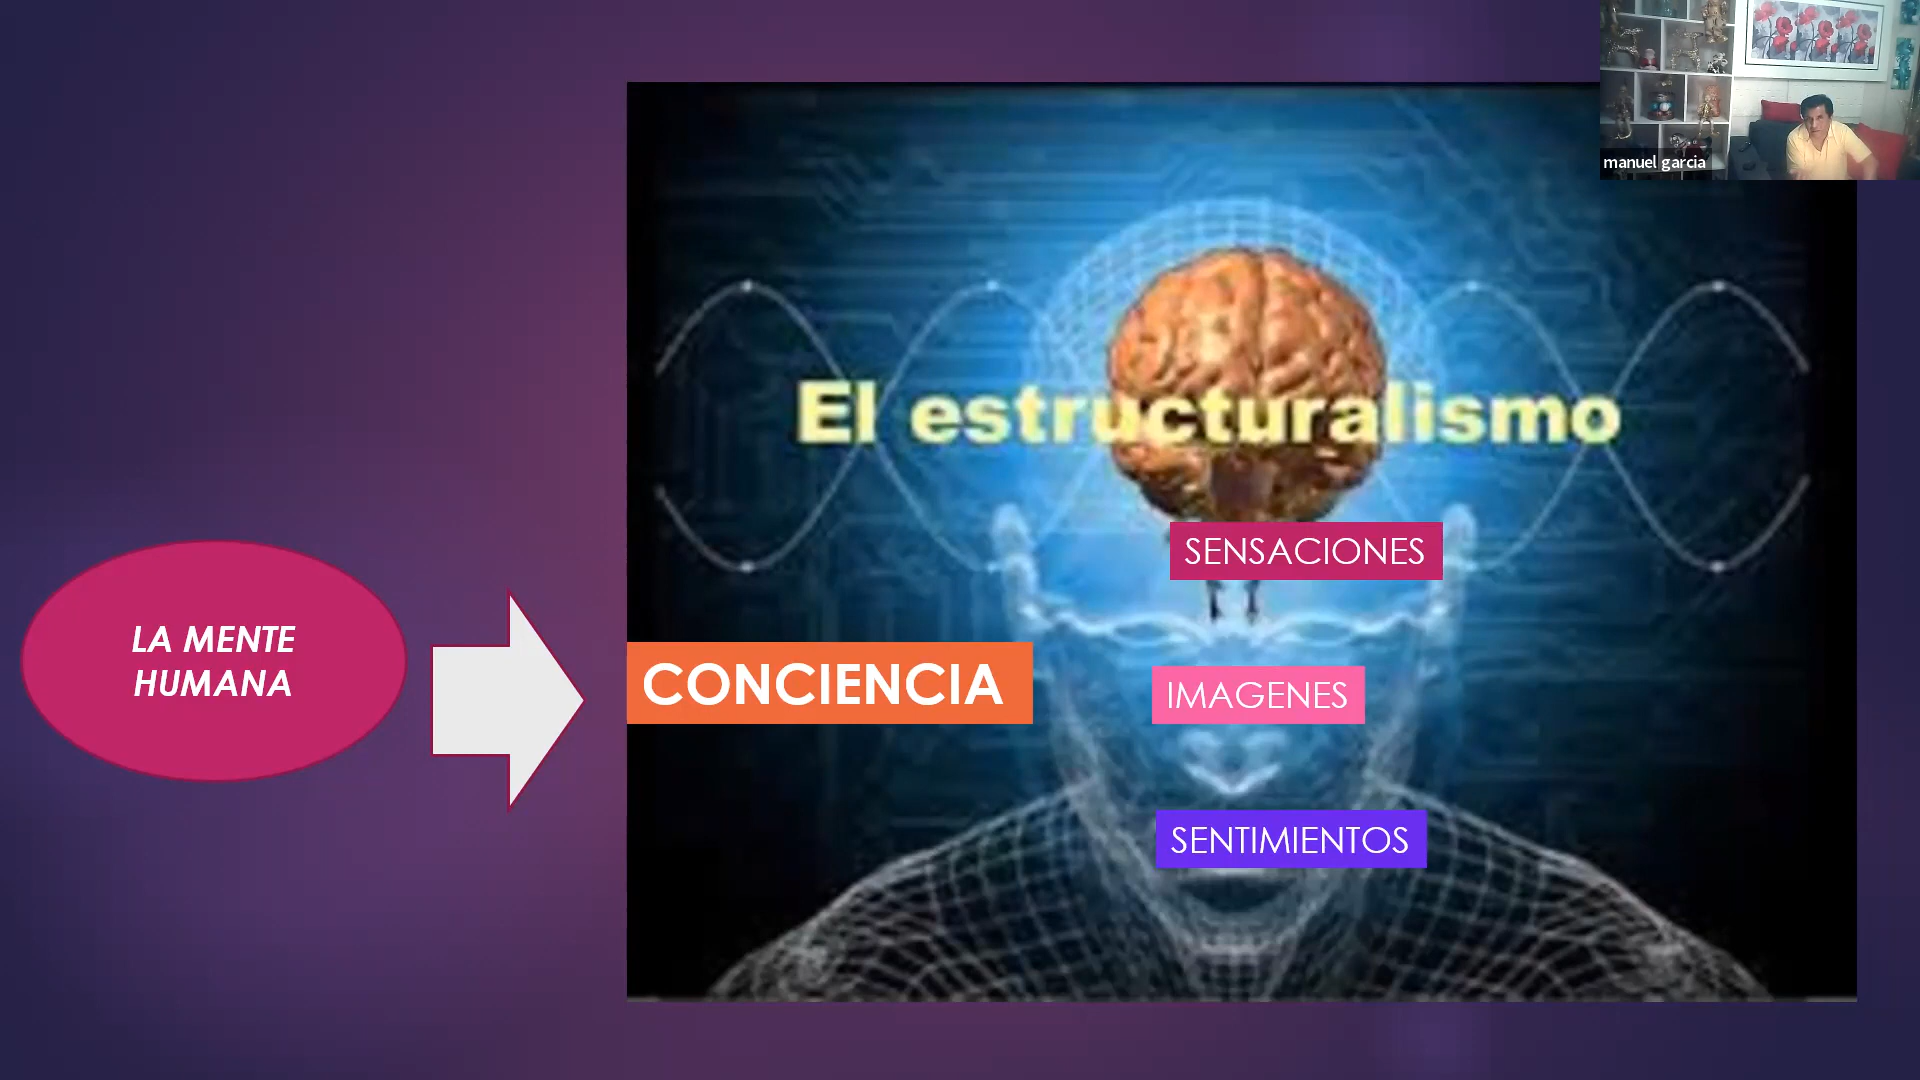 manuel garcia
El estructuralismo
SENSACIONES
LA MENTE
HUMANA
CONCIENCIA
IMAGENES
SENTIMIENTOS